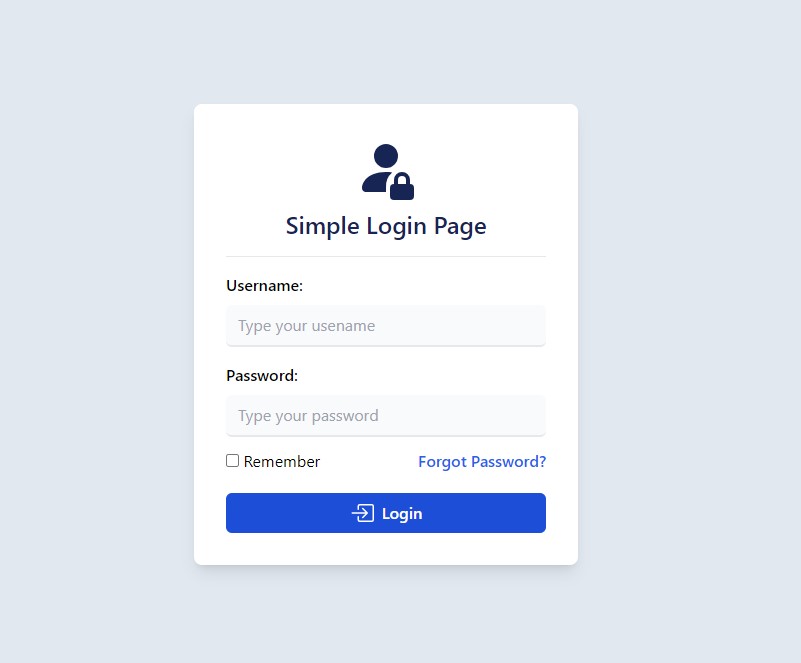 Simple Login Page
Username:
Type your usename
Password:
Type your password
Remember
Forgot Password?
Login